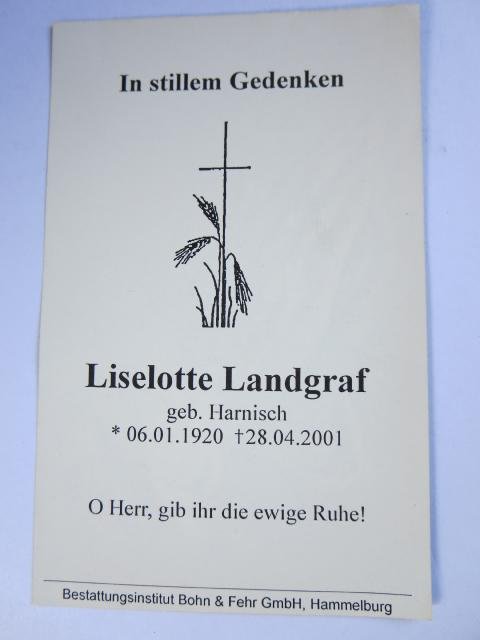 In stillem Gedenken
Liselotte Landgraf
geb. Harnisch
* 06.01.1920 †28.04.2001
O Herr, gib ihr die ewige Ruhe!
Bestattungsinstitut Bohn & Fehr GmbH, Hammelburg